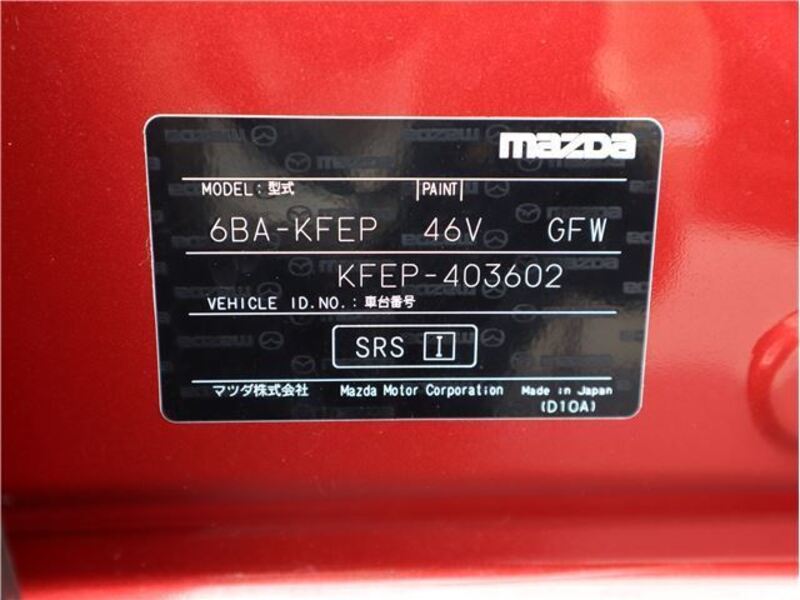 mazda
MODEL: 型式 PAINT
6BA-KFEP 46V GFW
KFEP-403602
VEHICLE ID.NO.: 車台番号
SRS I
マツダ株式会社 Mazda Motor Corporation Made in Japan
(D10A)